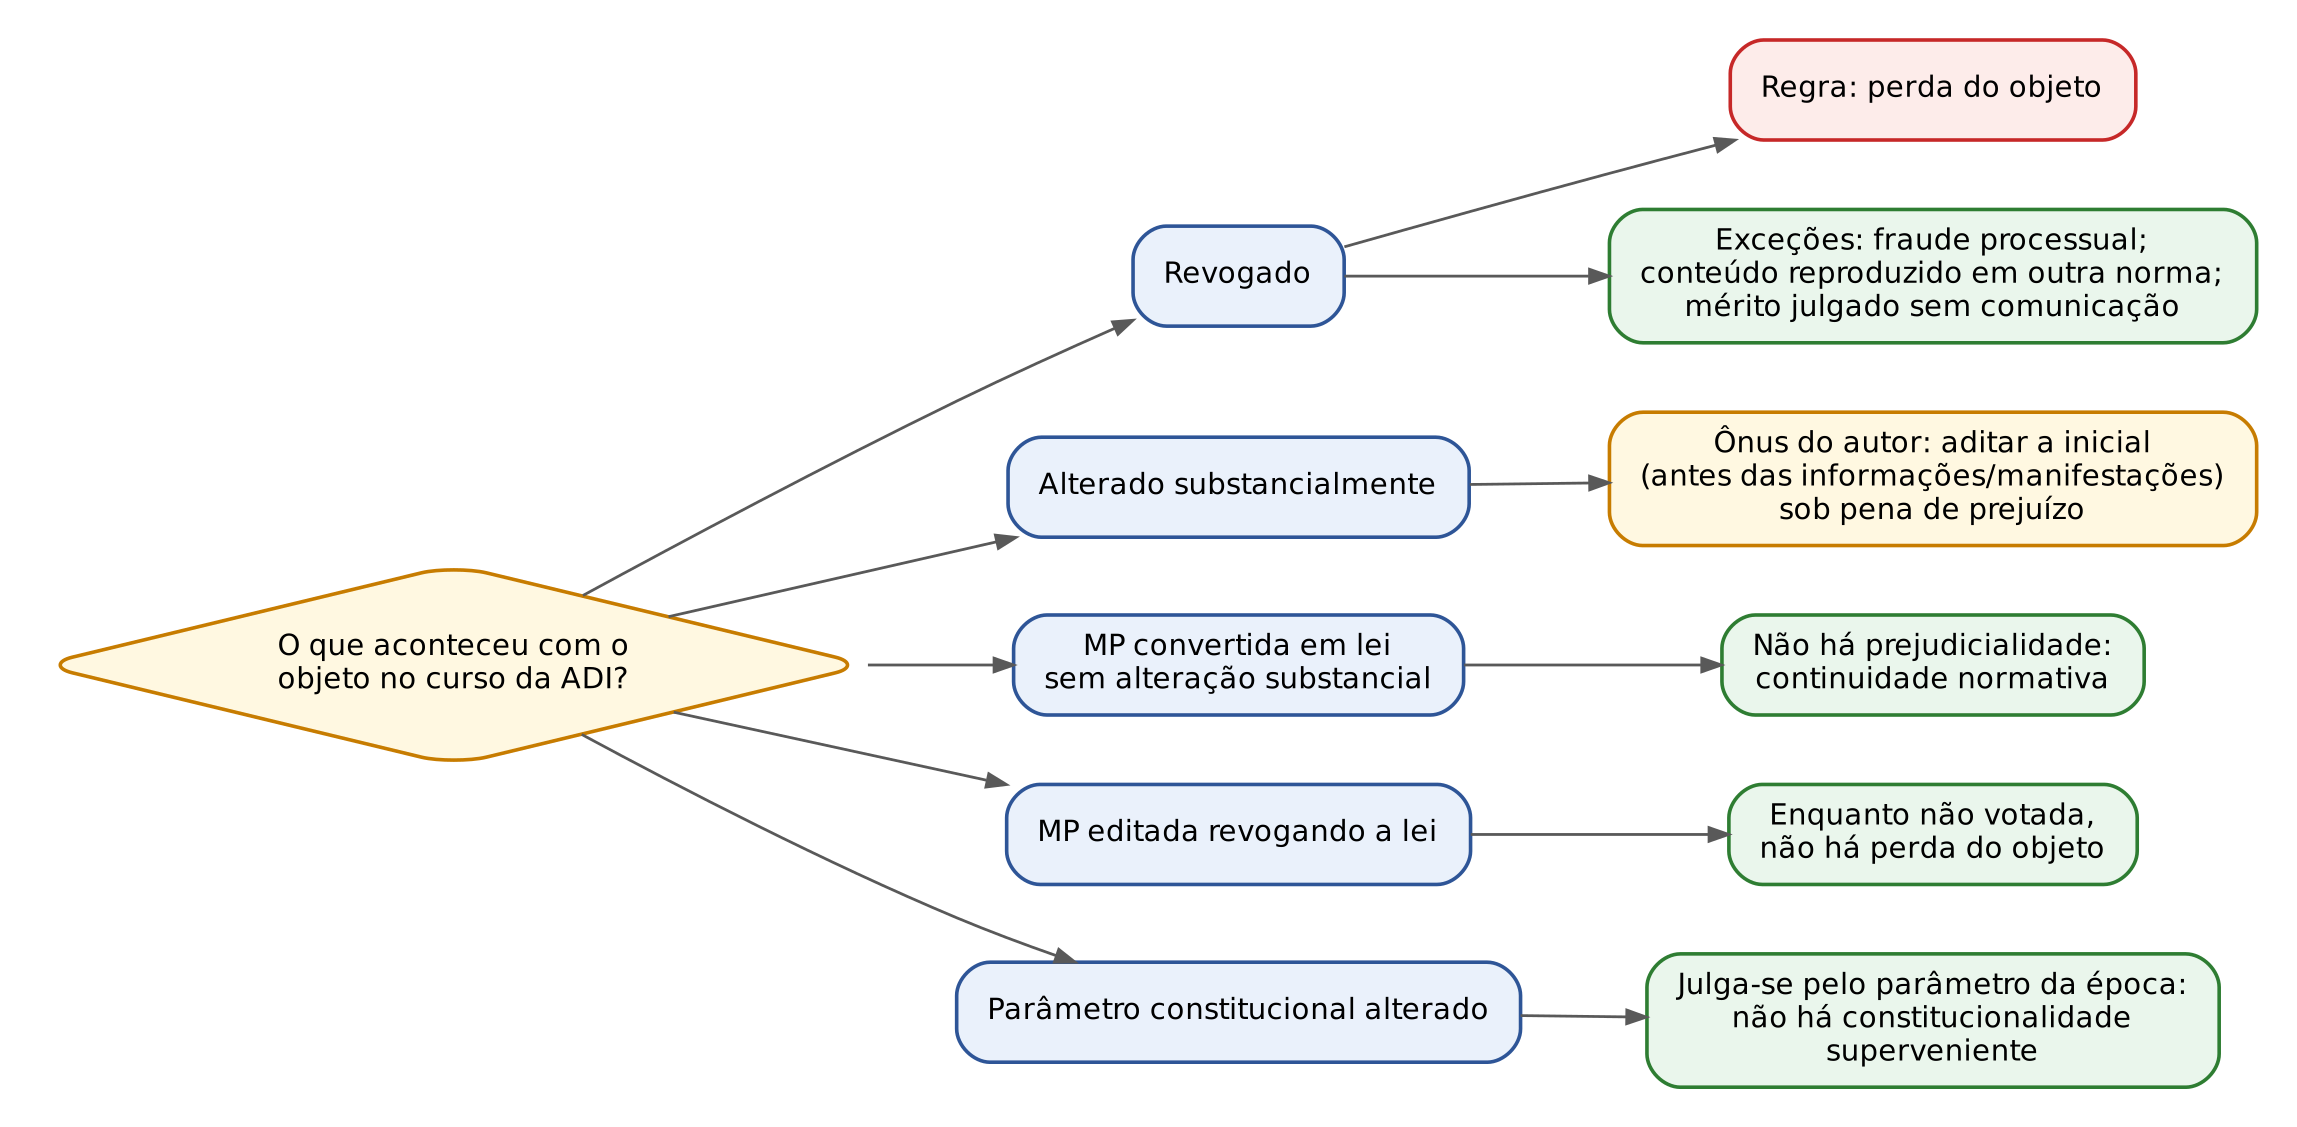 O que aconteceu com o
objeto no curso da ADI?
Revogado
Regra: perda do objeto
Exceções: fraude processual;
conteúdo reproduzido em outra norma;
mérito julgado sem comunicação
Alterado substancialmente
Ônus do autor: aditar a inicial
(antes das informações/manifestações)
sob pena de prejuízo
MP convertida em lei
sem alteração substancial
Não há prejudicialidade:
continuidade normativa
MP editada revogando a lei
Enquanto não votada,
não há perda do objeto
Parâmetro constitucional alterado
Julga-se pelo parâmetro da época:
não há constitucionalidade
superveniente